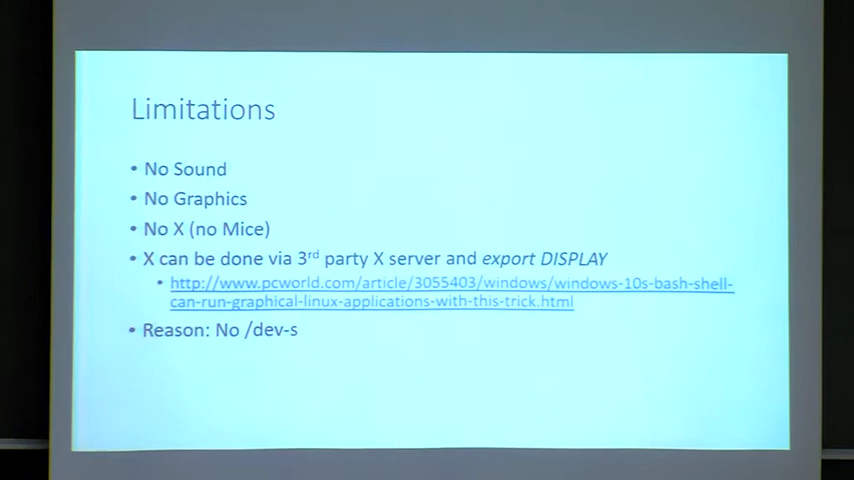 Limitations
• No Sound
• No Graphics
• No X (no Mice)
• X can be done via 3rd party X server and export DISPLAY
• http://www.pcworld.com/article/3055403/windows/windows-10s-bash-shell-
can-run-graphical-linux-applications-with-this-trick.html
• Reason: No /dev-s